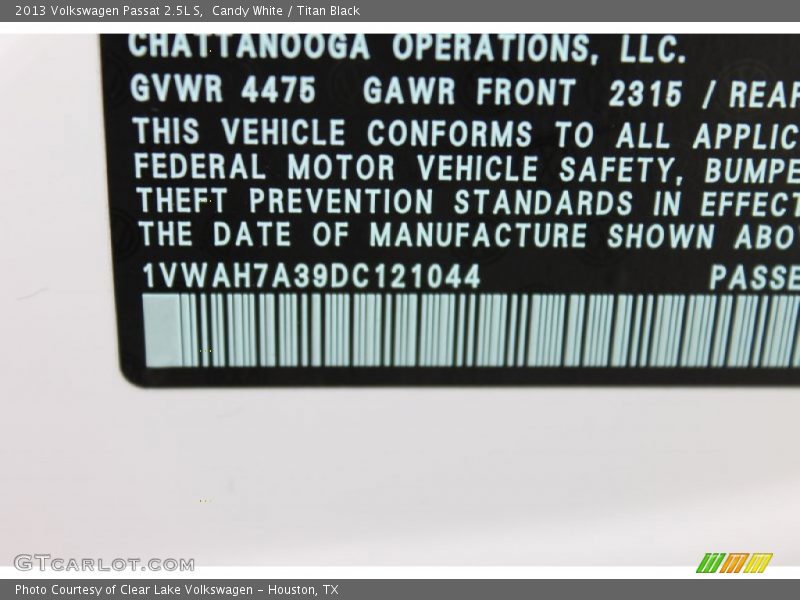 2013 Volkswagen Passat 2.5L S, Candy White / Titan Black
CHATTANOOGA OPERATIONS, LLC.
GVWR 4475 GAWR FRONT 2315 / REAR
THIS VEHICLE CONFORMS TO ALL APPLIC
FEDERAL MOTOR VEHICLE SAFETY, BUMPE
THEFT PREVENTION STANDARDS IN EFFECT
THE DATE OF MANUFACTURE SHOWN ABO
1VWAH7A39DC121044 PASSE
GTCARLOT.COM
Photo Courtesy of Clear Lake Volkswagen - Houston, TX